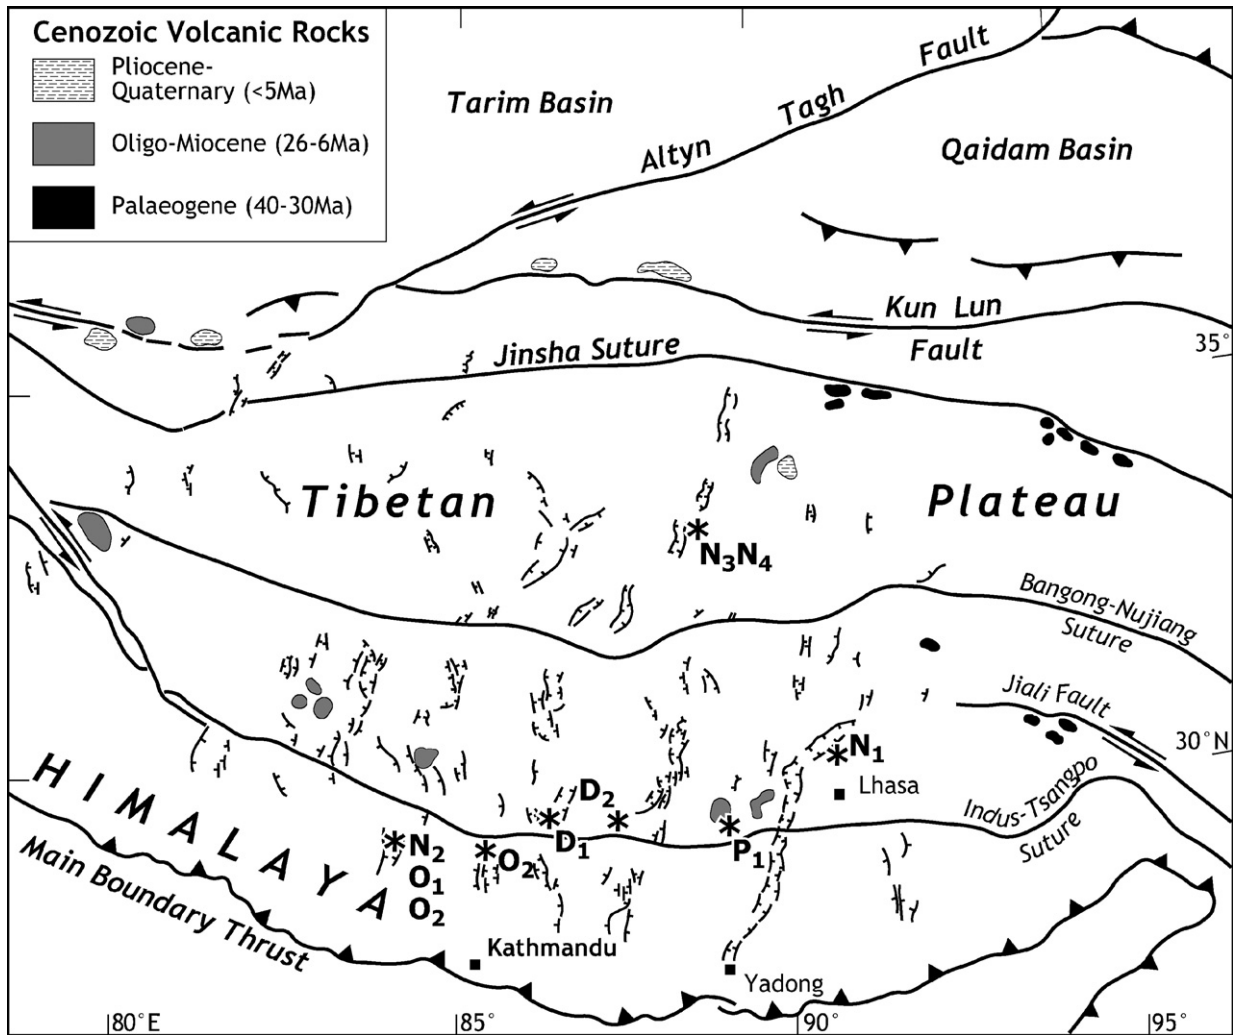 Cenozoic Volcanic Rocks
Pliocene-
Quaternary (<5Ma)
Oligo-Miocene (26-6Ma)
Palaeogene (40-30Ma)
Tarim Basin
Altyn Tagh Fault
Qaidam Basin
Kun Lun
Fault
35°
Jinsha Suture
Tibetan Plateau
N₃N₄
Bangong-Nujiang
Suture
Jiali Fault
30°N
N₁
Lhasa
Indus-Tsangpo
Suture
HIMALAYA
Main Boundary Thrust
D₂
D₁
P₁
N₂
O₁
O₂
O₂
Kathmandu
Yadong
80°E
85°
90°
95°